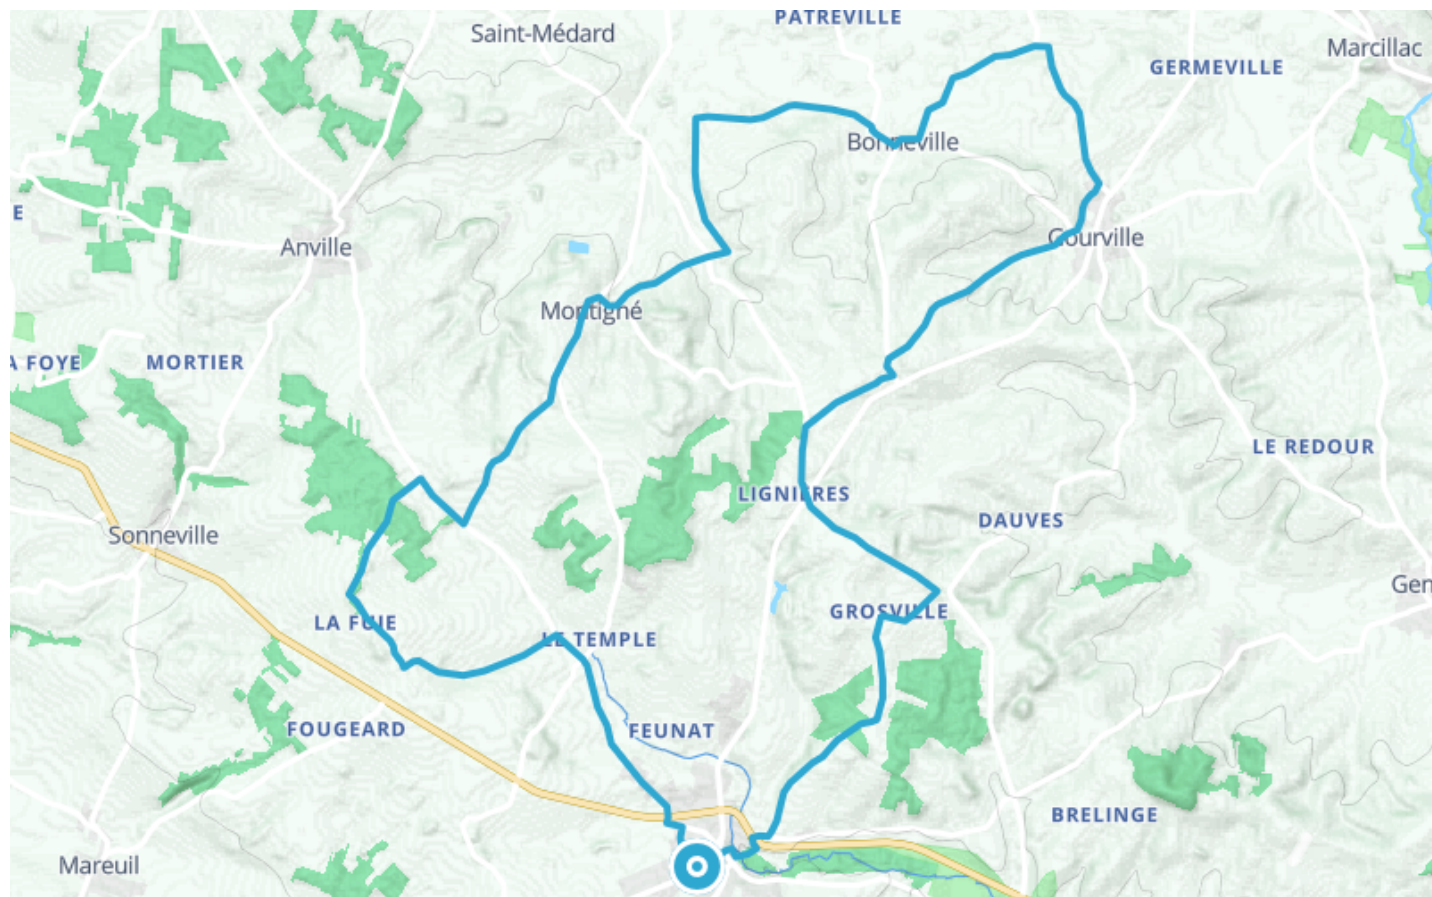 PATREVILLE
Saint-Médard
Marcillac
GERMEVILLE
Bonneville
E
Anville
Gourville
Montigné
A FOYE
MORTIER
LE REDOUR
LIGNIÈRES
DAUVES
Sonneville
Gen
GROSVILLE
LA FUIE
LE TEMPLE
FOUGEARD
FEUNAT
BRELINGE
Mareuil